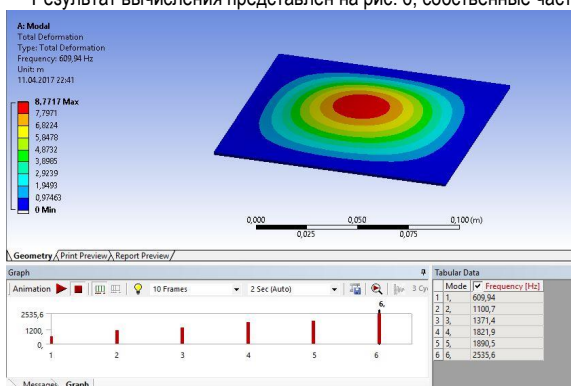 Результат вычисления представлен на рис. 6, собственные част
A: Modal
Total Deformation
Type: Total Deformation
Frequency: 609,94 Hz
Unit: m
11.04.2017 22:41
8,7717 Max
7,7971
6,8224
5,8478
4,8732
3,8985
2,9239
1,9493
0,97463
0 Min
0,000 0,050 0,100 (m)
0,025 0,075
Geometry Print Preview Report Preview
Graph
Animation 10 Frames 2 Sec (Auto) 3 Cy
6,
2535,6
1200,
0,
1 2 3 4 5 6
Messages Graph
Tabular Data
Mode Frequency [Hz]
1 1, 609,94
2 2, 1100,7
3 3, 1371,4
4 4, 1821,9
5 5, 1890,5
6 6, 2535,6